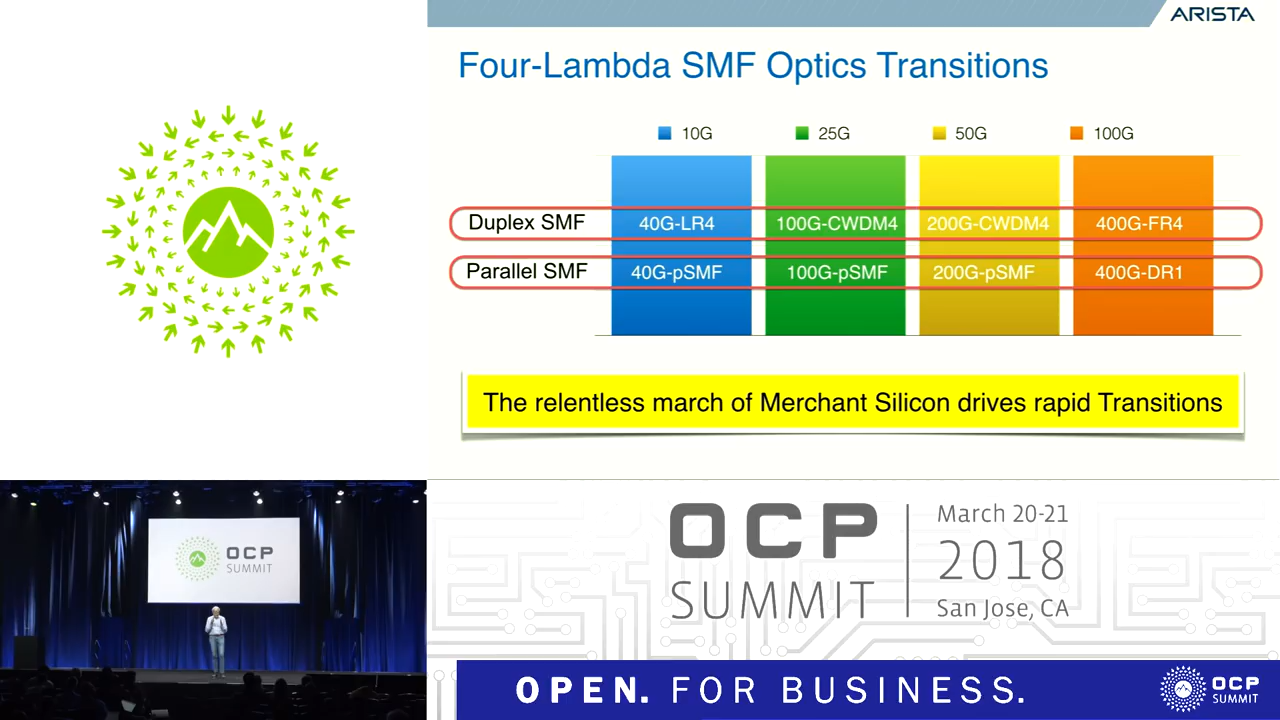 ARISTA
Four-Lambda SMF Optics Transitions
10G 25G 50G 100G
Duplex SMF 40G-LR4 100G-CWDM4 200G-CWDM4 400G-FR4
Parallel SMF 40G-pSMF 100G-pSMF 200G-pSMF 400G-DR1
The relentless march of Merchant Silicon drives rapid Transitions
OCP
SUMMIT
OCP
SUMMIT
March 20-21
2018
San Jose, CA
OPEN. FOR BUSINESS.
OCP
SUMMIT